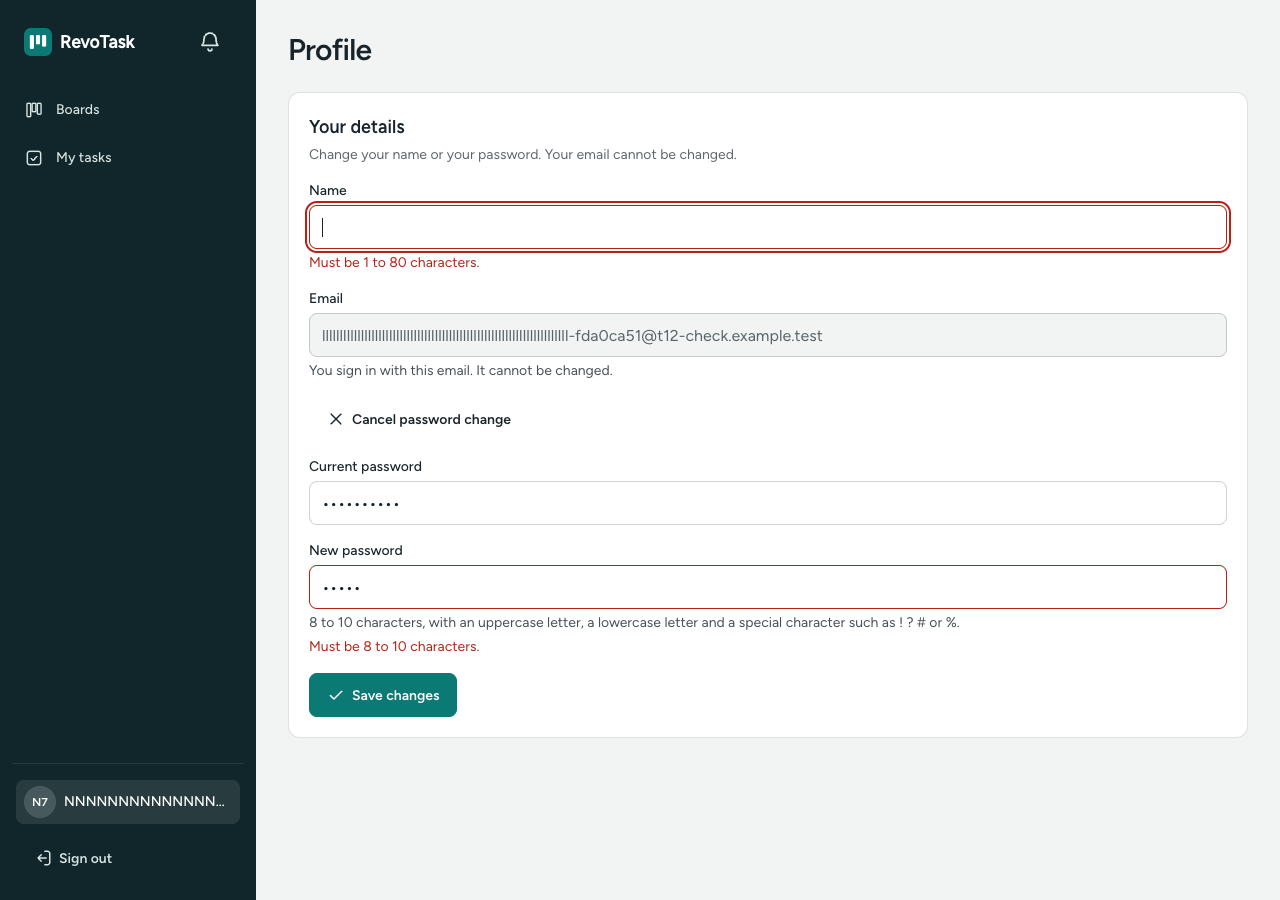 RevoTask
Boards
My tasks
NNNNNNNNNNNNNN...
N7
Sign out
Profile
Your details
Change your name or your password. Your email cannot be changed.
Name
Must be 1 to 80 characters.
Email
-fda0ca51@t12-check.example.test
You sign in with this email. It cannot be changed.
Cancel password change
Current password
••••••••••
New password
•••••
8 to 10 characters, with an uppercase letter, a lowercase letter and a special character such as ! ? # or %.
Must be 8 to 10 characters.
Save changes